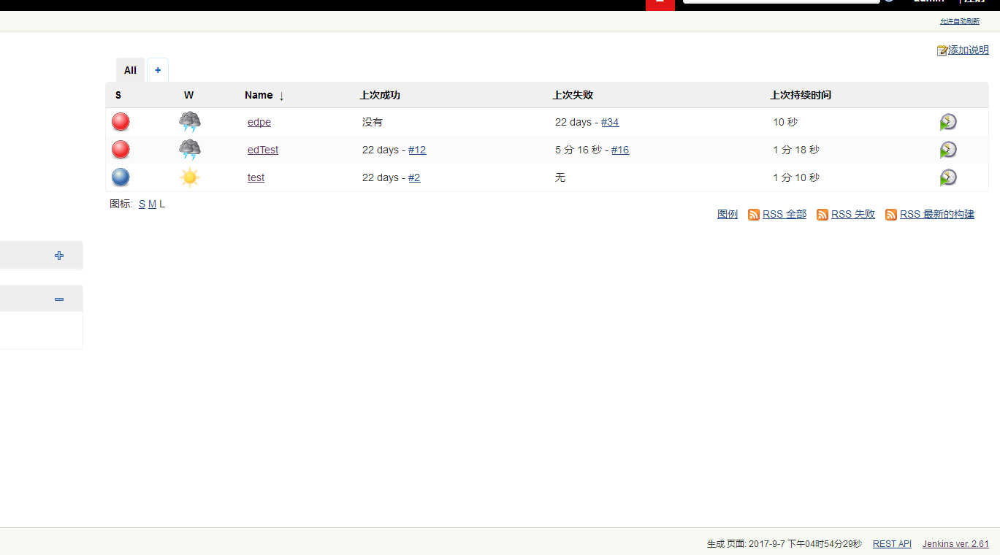 admin | 注销
允许自动刷新
添加说明
All +
S W Name ↓ 上次成功 上次失败 上次持续时间
edpe 没有 22 days - #34 10 秒
edTest 22 days - #12 5 分 16 秒 - #16 1 分 18 秒
test 22 days - #2 无 1 分 10 秒
图标: S M L
图例 RSS 全部 RSS 失败 RSS 最新的构建
生成 页面: 2017-9-7 下午04时54分29秒 REST API Jenkins ver. 2.61